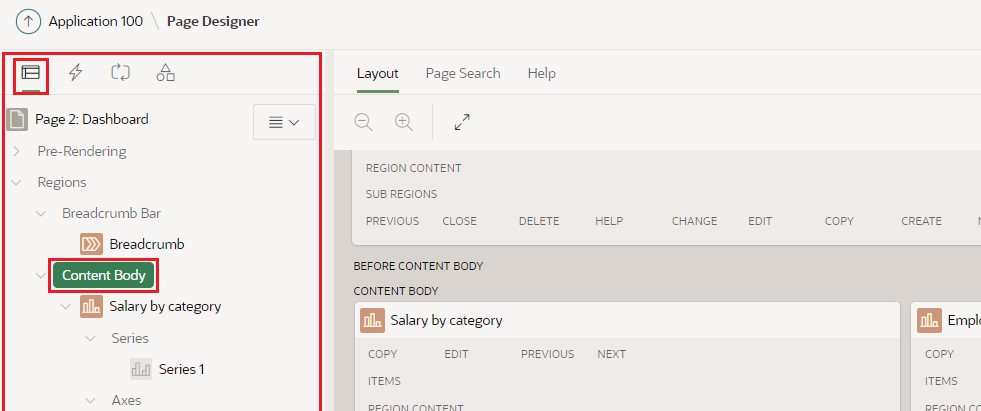 Application 100 \ Page Designer
Layout Page Search Help
Page 2: Dashboard
Pre-Rendering
Regions
Breadcrumb Bar
Breadcrumb
Content Body
Salary by category
Series
Series 1
Axes
REGION CONTENT
SUB REGIONS
PREVIOUS CLOSE DELETE HELP CHANGE EDIT COPY CREATE
BEFORE CONTENT BODY
CONTENT BODY
Salary by category
COPY EDIT PREVIOUS NEXT
ITEMS
REGION CONTENT
Emplo
COPY
ITEMS
REGION CO